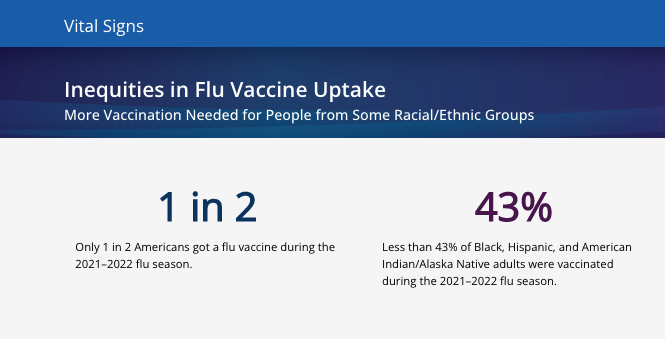 Vital Signs
Inequities in Flu Vaccine Uptake
More Vaccination Needed for People from Some Racial/Ethnic Groups
1 in 2
Only 1 in 2 Americans got a flu vaccine during the
2021–2022 flu season.
43%
Less than 43% of Black, Hispanic, and American
Indian/Alaska Native adults were vaccinated
during the 2021–2022 flu season.